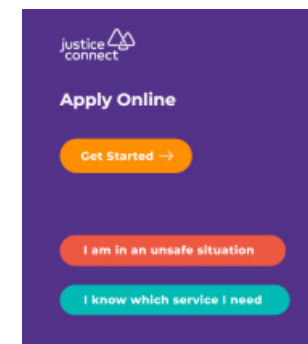 justice
connect
Apply Online
Get Started →
I am in an unsafe situation
I know which service I need